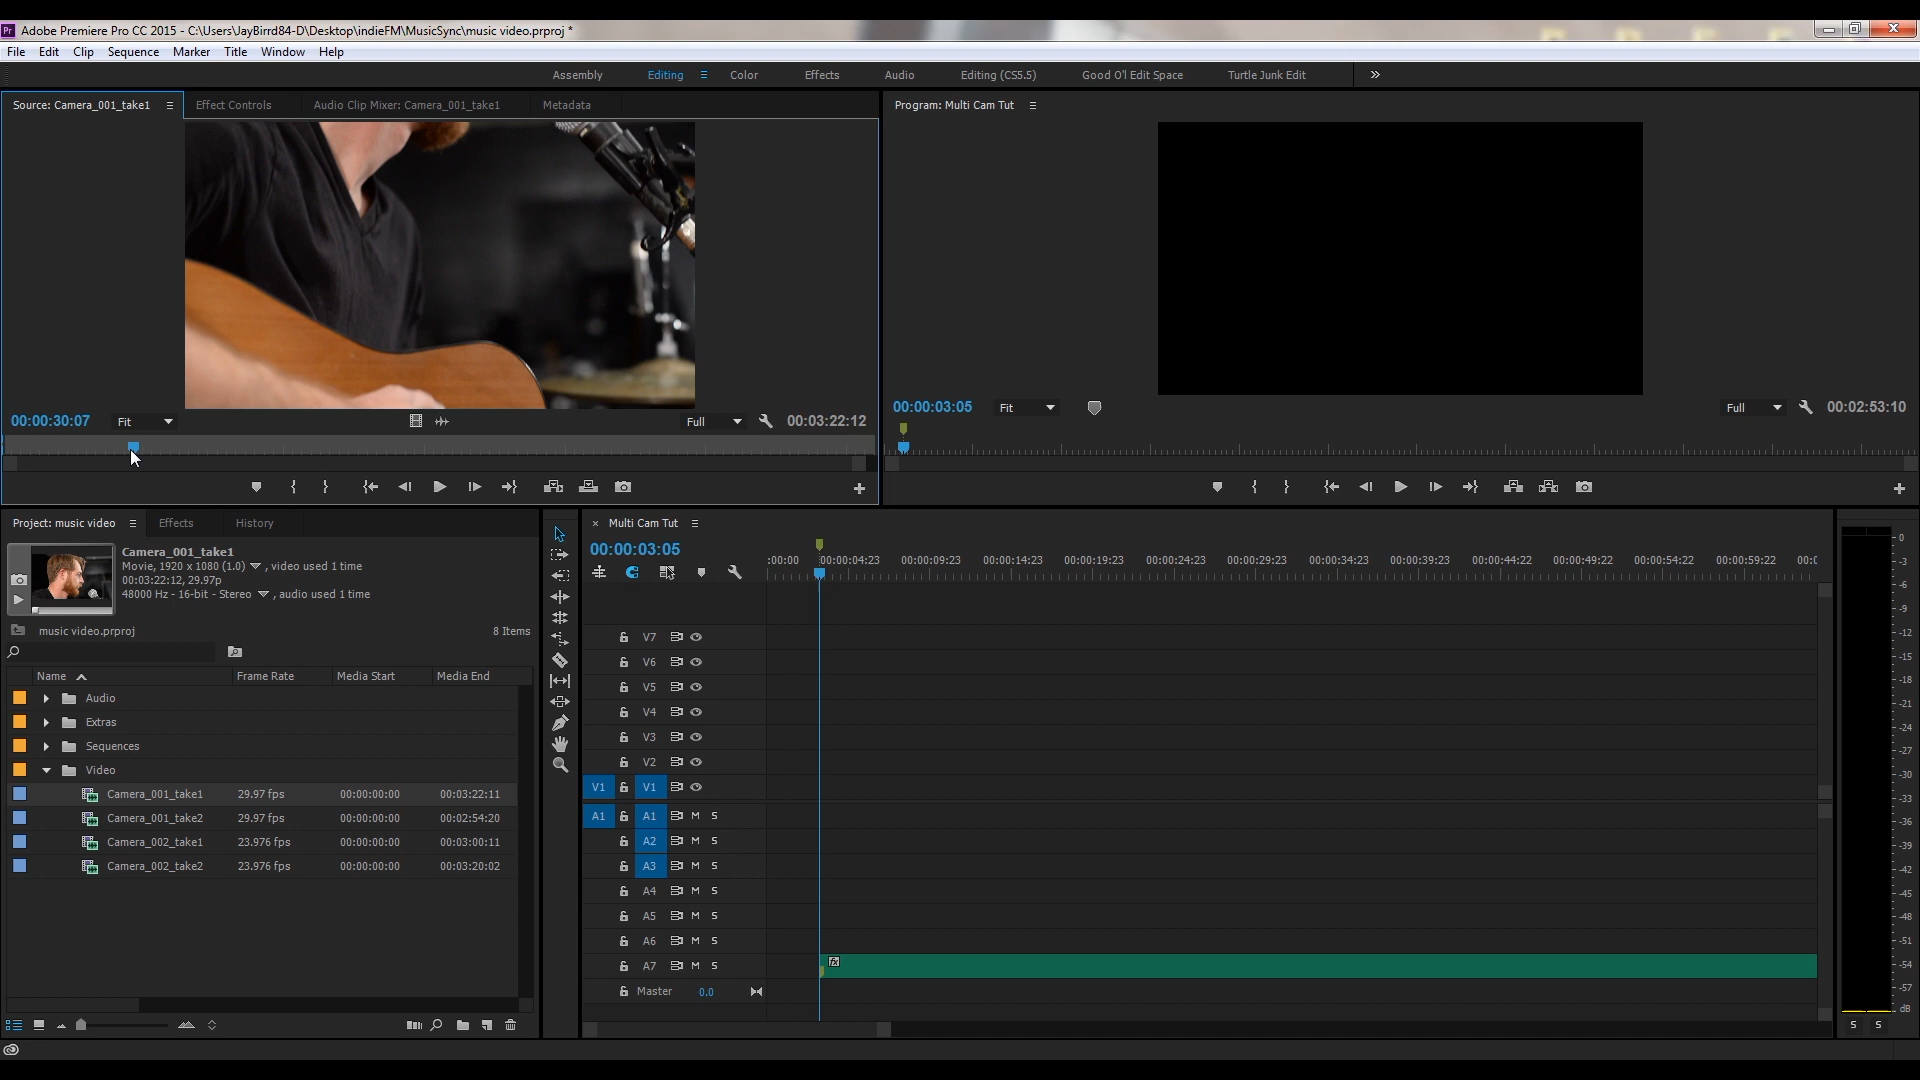 Pr Adobe Premiere Pro CC 2015 - C:\Users\JayBirrd84-D\Desktop\indieFM\MusicSync\music video.prproj *
File Edit Clip Sequence Marker Title Window Help
Assembly Editing Color Effects Audio Editing (CS5.5) Good O'l Edit Space Turtle Junk Edit
Source: Camera_001_take1 Effect Controls Audio Clip Mixer: Camera_001_take1 Metadata
Program: Multi Cam Tut
00:00:30:07 Fit Full 00:03:22:12
00:00:03:05 Fit Full 00:02:53:10
Project: music video Effects History
Camera_001_take1
Movie, 1920 x 1080 (1.0) , video used 1 time
00:03:22:12, 29.97p
48000 Hz - 16-bit - Stereo , audio used 1 time
music video.prproj 8 Items
Name Frame Rate Media Start Media End
Audio
Extras
Sequences
Video
Camera_001_take1 29.97 fps 00:00:00:00 00:03:22:11
Camera_001_take2 29.97 fps 00:00:00:00 00:02:54:20
Camera_002_take1 23.976 fps 00:00:00:00 00:03:00:11
Camera_002_take2 23.976 fps 00:00:00:00 00:03:20:02
× Multi Cam Tut
00:00:03:05
:00:00 00:00:04:23 00:00:09:23 00:00:14:23 00:00:19:23 00:00:24:23 00:00:29:23 00:00:34:23 00:00:39:23 00:00:44:22 00:00:49:22 00:00:54:22 00:00:59:22 00:0
V7
V6
V5
V4
V3
V2
V1 V1
A1 A1 M S
A2 M S
A3 M S
A4 M S
A5 M S
A6 M S
A7 M S
fx
Master 0.0
0
-3
-6
-9
-12
-15
-18
-21
-24
-27
-30
-33
-36
-39
-42
-45
-48
-51
-54
-57
dB
S S